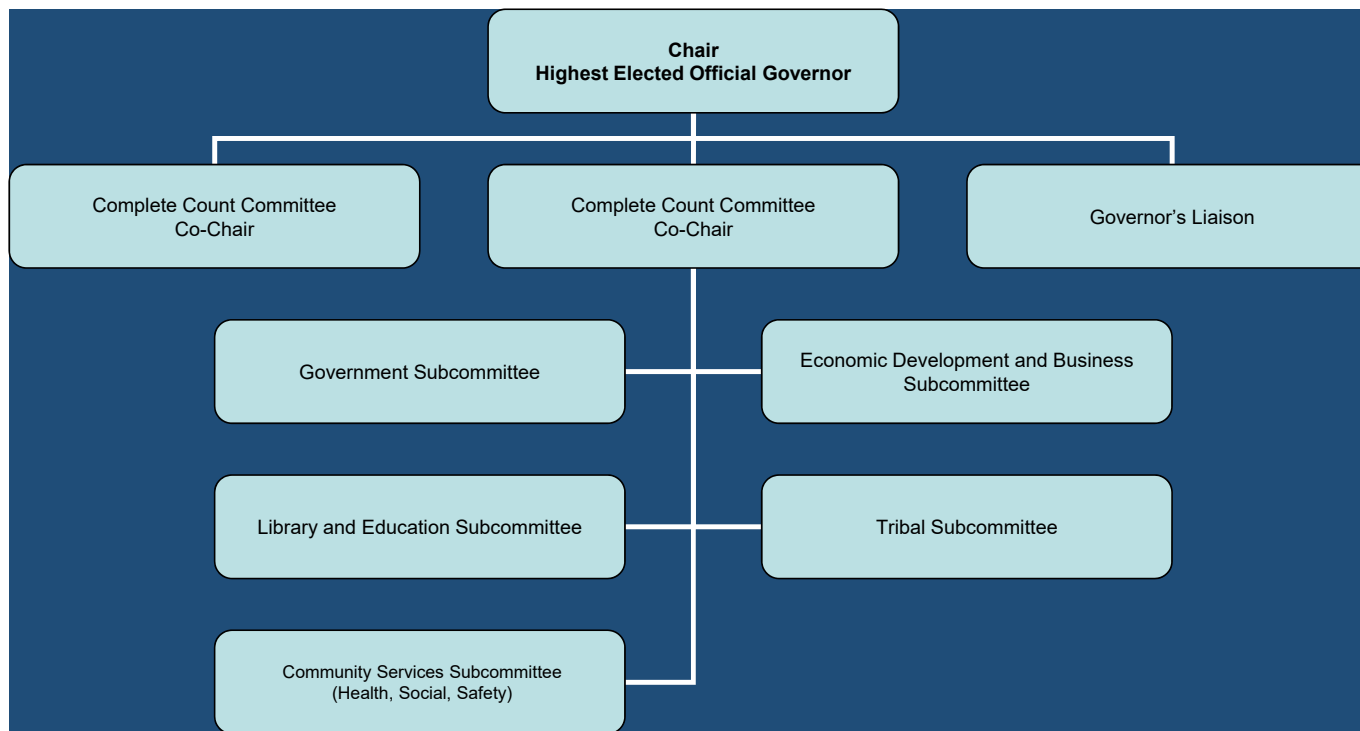 Chair
Highest Elected Official Governor
Complete Count Committee
Co-Chair
Complete Count Committee
Co-Chair
Governor’s Liaison
Government Subcommittee
Economic Development and Business
Subcommittee
Library and Education Subcommittee
Tribal Subcommittee
Community Services Subcommittee
(Health, Social, Safety)